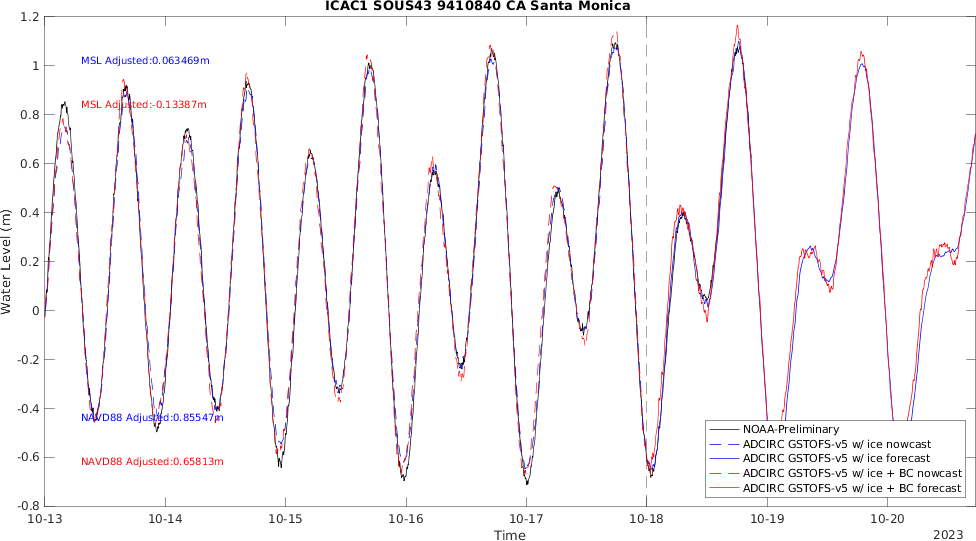 ICAC1 SOUS43 9410840 CA Santa Monica
1.2
1
0.8
0.6
0.4
0.2
0
-0.2
-0.4
-0.6
-0.8
Water Level (m)
MSL Adjusted:0.063469m
MSL Adjusted:-0.13387m
NAVD88 Adjusted:0.85547m
NAVD88 Adjusted:0.65813m
NOAA-Preliminary
ADCIRC GSTOFS-v5 w/ ice nowcast
ADCIRC GSTOFS-v5 w/ ice forecast
ADCIRC GSTOFS-v5 w/ ice + BC nowcast
ADCIRC GSTOFS-v5 w/ ice + BC forecast
10-13 10-14 10-15 10-16 10-17 10-18 10-19 10-20
Time
2023